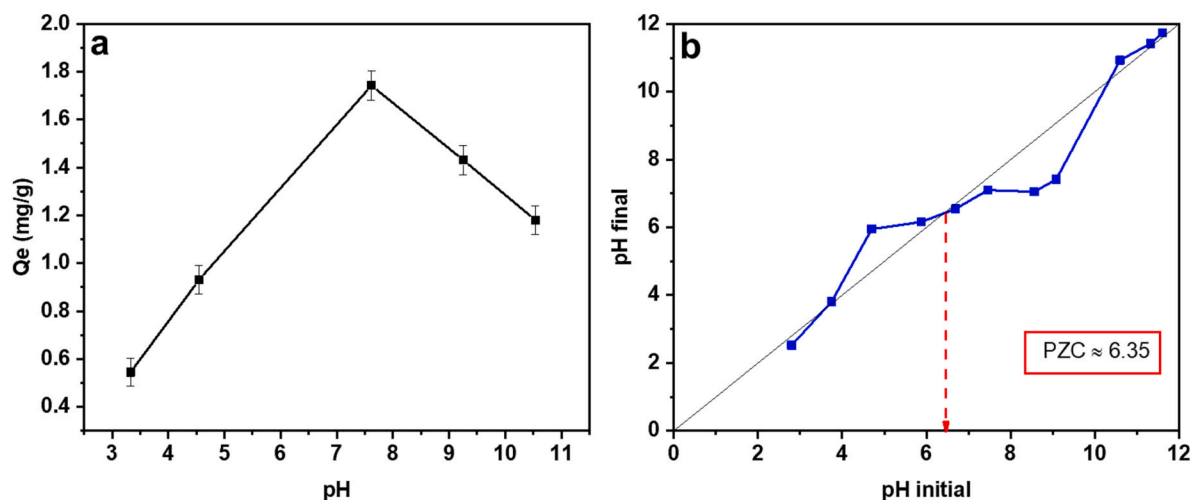 a
2.0
1.8
1.6
1.4
1.2
1.0
0.8
0.6
0.4
Qe (mg/g)
3 4 5 6 7 8 9 10 11
pH
b
12
10
8
6
4
2
0
pH final
PZC ≈ 6.35
0 2 4 6 8 10 12
pH initial